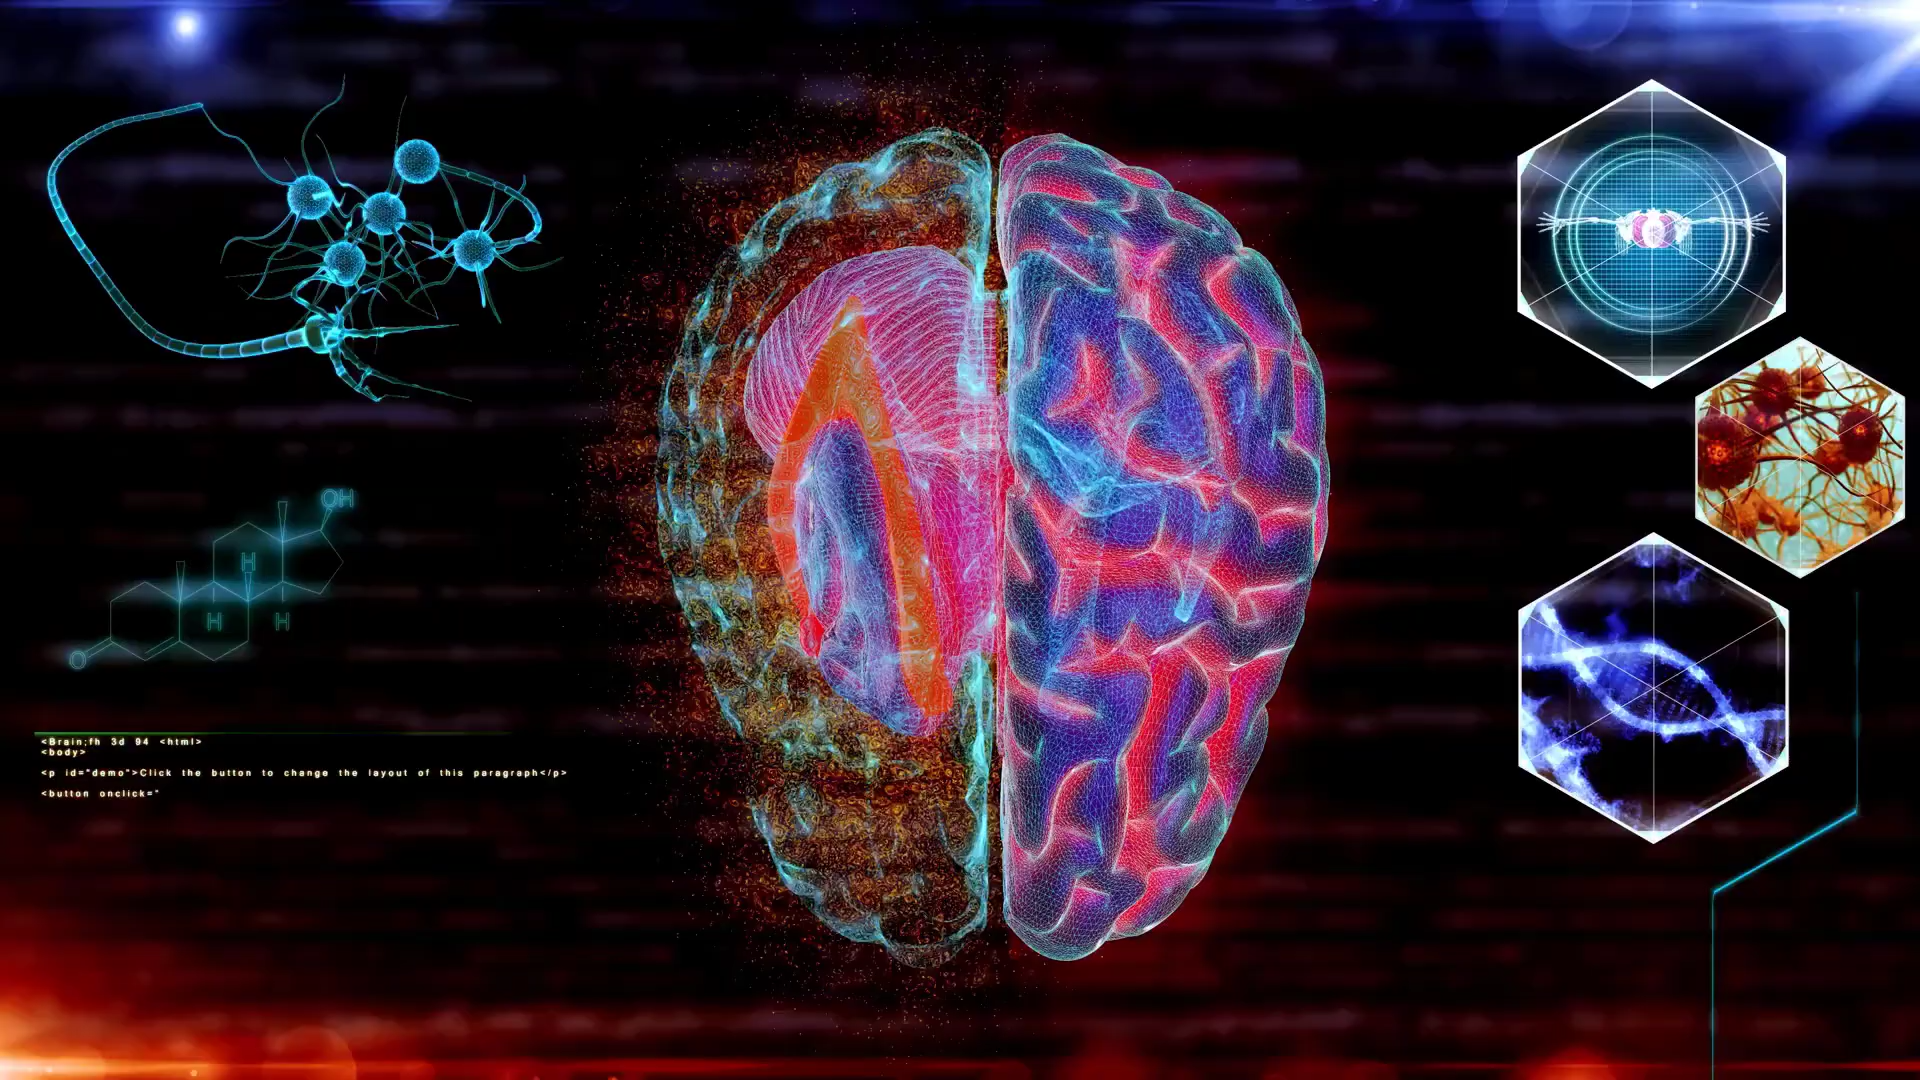 OH
H
H
H
O
<Brain;fh 3d 94 <html>
<body>
<p id="demo">Click the button to change the layout of this paragraph</p>
<button onclick="